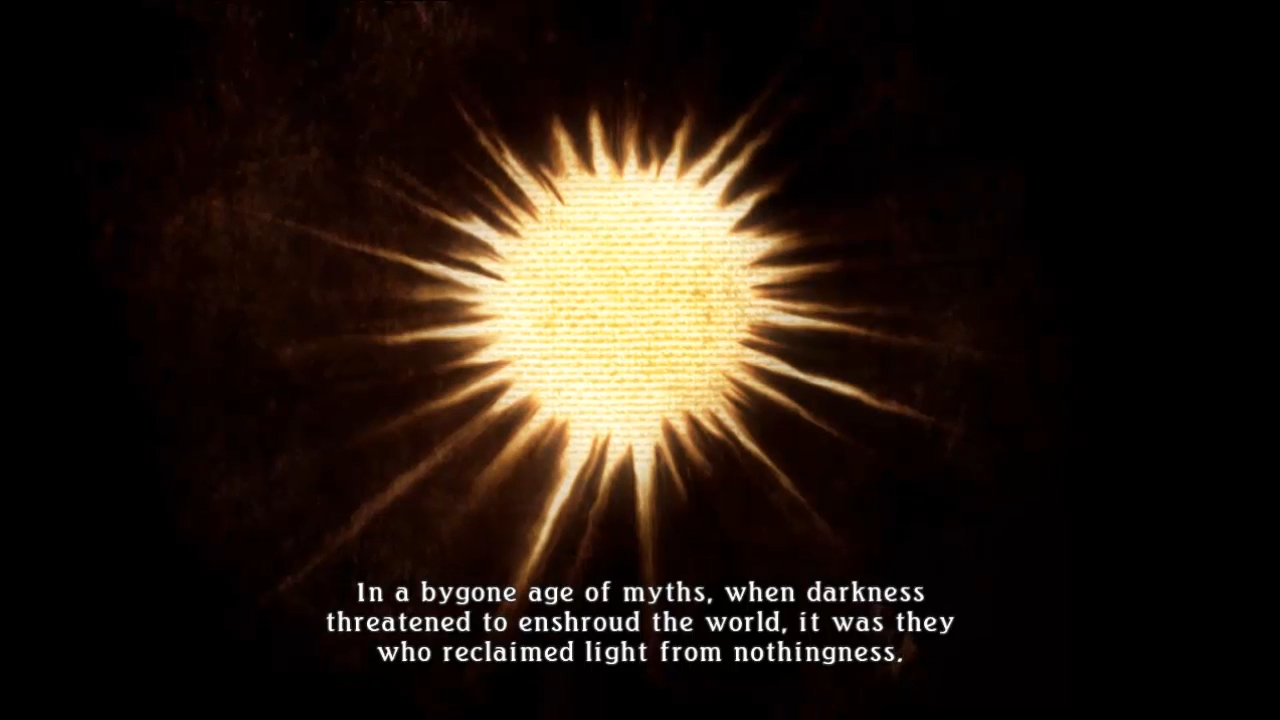 In a bygone age of myths, when darkness
threatened to enshroud the world, it was they
who reclaimed light from nothingness.